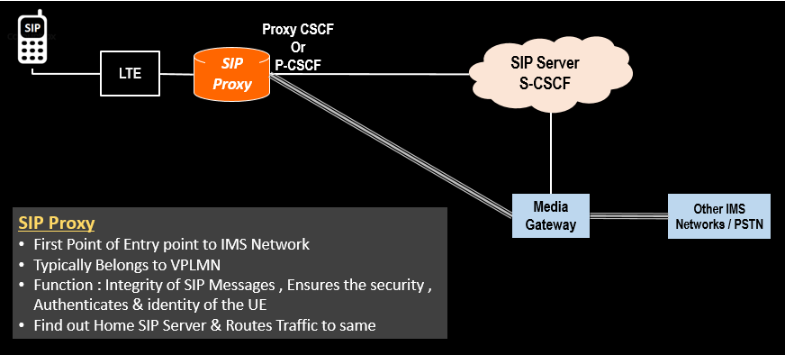 SIP
Proxy CSCF
Or
P-CSCF
LTE
SIP
Proxy
SIP Server
S-CSCF
Media
Gateway
Other IMS
Networks / PSTN
SIP Proxy
• First Point of Entry point to IMS Network
• Typically Belongs to VPLMN
• Function : Integrity of SIP Messages , Ensures the security ,
Authenticates & identity of the UE
• Find out Home SIP Server & Routes Traffic to same